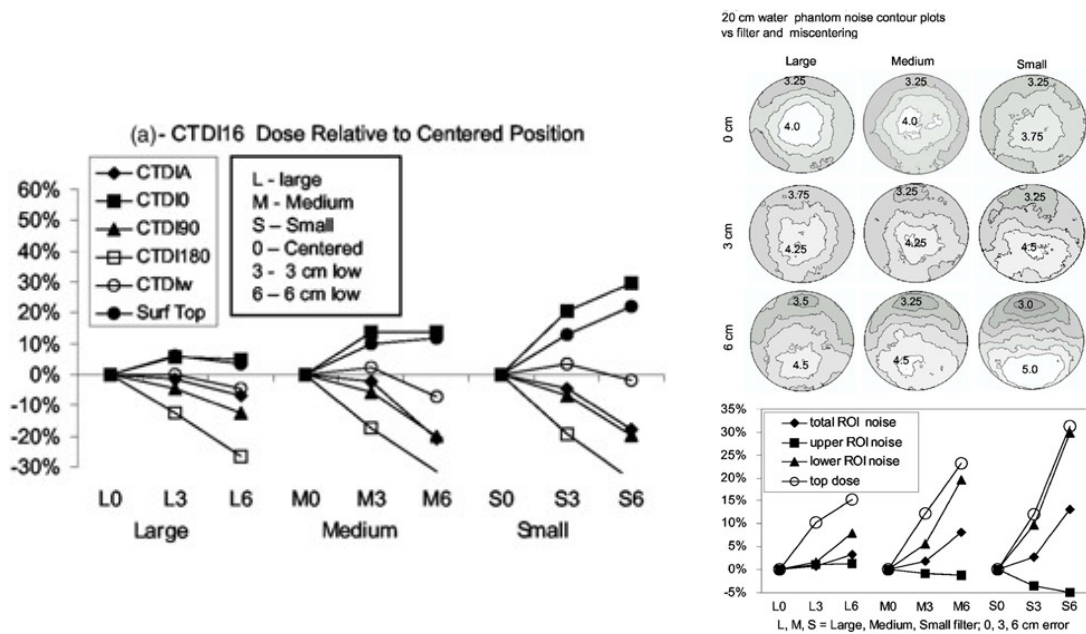 (a)- CTDI16 Dose Relative to Centered Position
CTDIA
CTDI0
CTDI90
CTDI180
CTDIw
Surf Top
L - large
M - Medium
S – Small
0 – Centered
3 - 3 cm low
6 – 6 cm low
60%
50%
40%
30%
20%
10%
0%
-10%
-20%
-30%
L0 L3 L6 M0 M3 M6 S0 S3 S6
Large Medium Small
20 cm water phantom noise contour plots
vs filter and miscentering
Large Medium Small
0 cm
3.25 3.25 3.25
4.0 4.0 3.75
3 cm
3.75 3.25 3.25
4.25 4.25 4.5
6 cm
3.5 3.25 3.0
4.5 4.5 5.0
35%
30%
25%
20%
15%
10%
5%
0%
-5%
total ROI noise
upper ROI noise
lower ROI noise
top dose
L0 L3 L6 M0 M3 M6 S0 S3 S6
L, M, S = Large, Medium, Small filter; 0, 3, 6 cm error